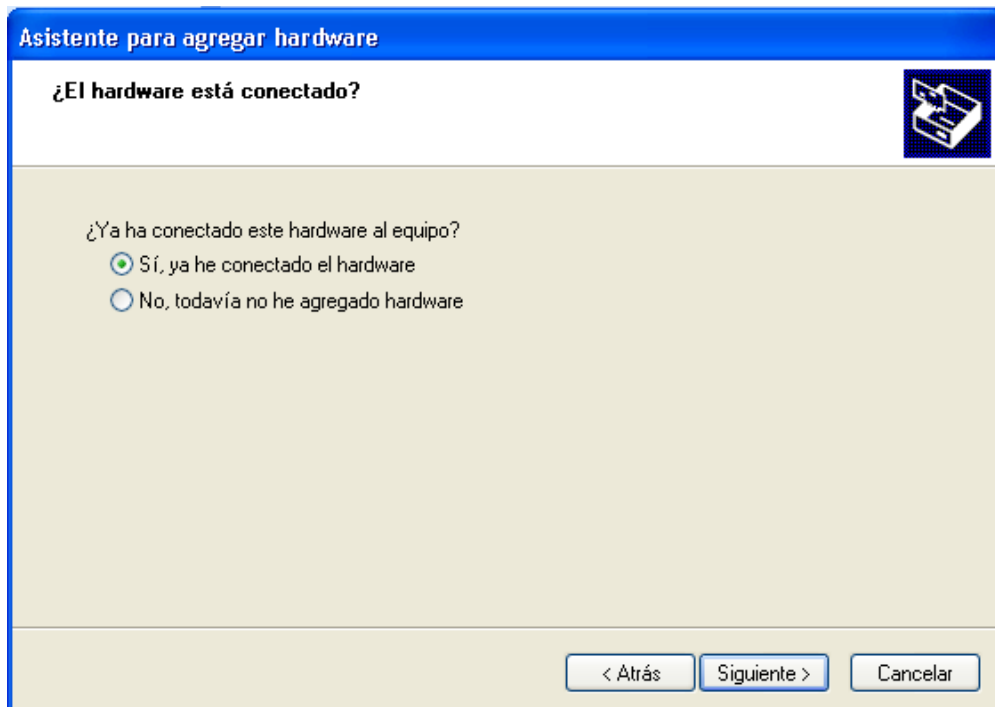 Asistente para agregar hardware
¿El hardware está conectado?
¿Ya ha conectado este hardware al equipo?
Sí, ya he conectado el hardware
No, todavía no he agregado hardware
< Atrás Siguiente > Cancelar